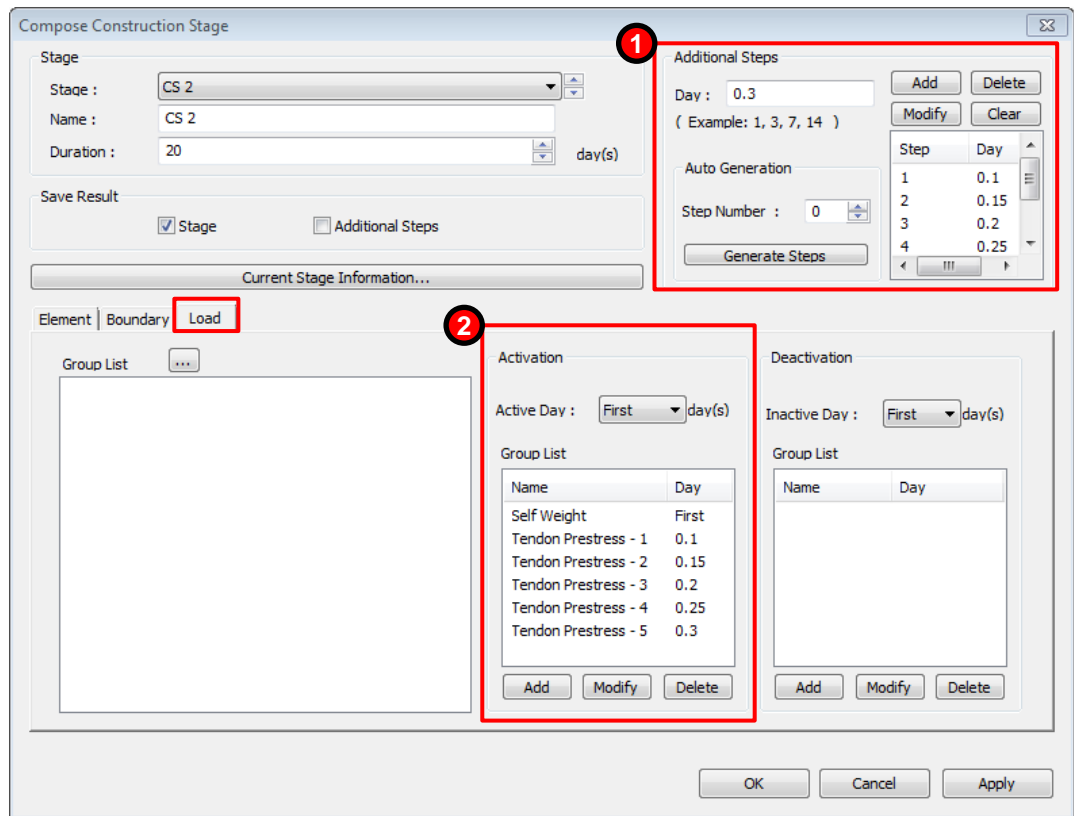 Compose Construction Stage
Stage
Stage :
CS 2
Name :
CS 2
Duration :
20
day(s)
Save Result
Stage
Additional Steps
Current Stage Information...
1
Additional Steps
Day :
0.3
( Example: 1, 3, 7, 14 )
Add
Delete
Modify
Clear
Auto Generation
Step Number :
0
Generate Steps
Step Day
1 0.1
2 0.15
3 0.2
4 0.25
Element
Boundary
Load
Group List
...
2
Activation
Active Day :
First
day(s)
Group List
Name Day
Self Weight First
Tendon Prestress - 1 0.1
Tendon Prestress - 2 0.15
Tendon Prestress - 3 0.2
Tendon Prestress - 4 0.25
Tendon Prestress - 5 0.3
Add
Modify
Delete
Deactivation
Inactive Day :
First
day(s)
Group List
Name Day
Add
Modify
Delete
OK
Cancel
Apply